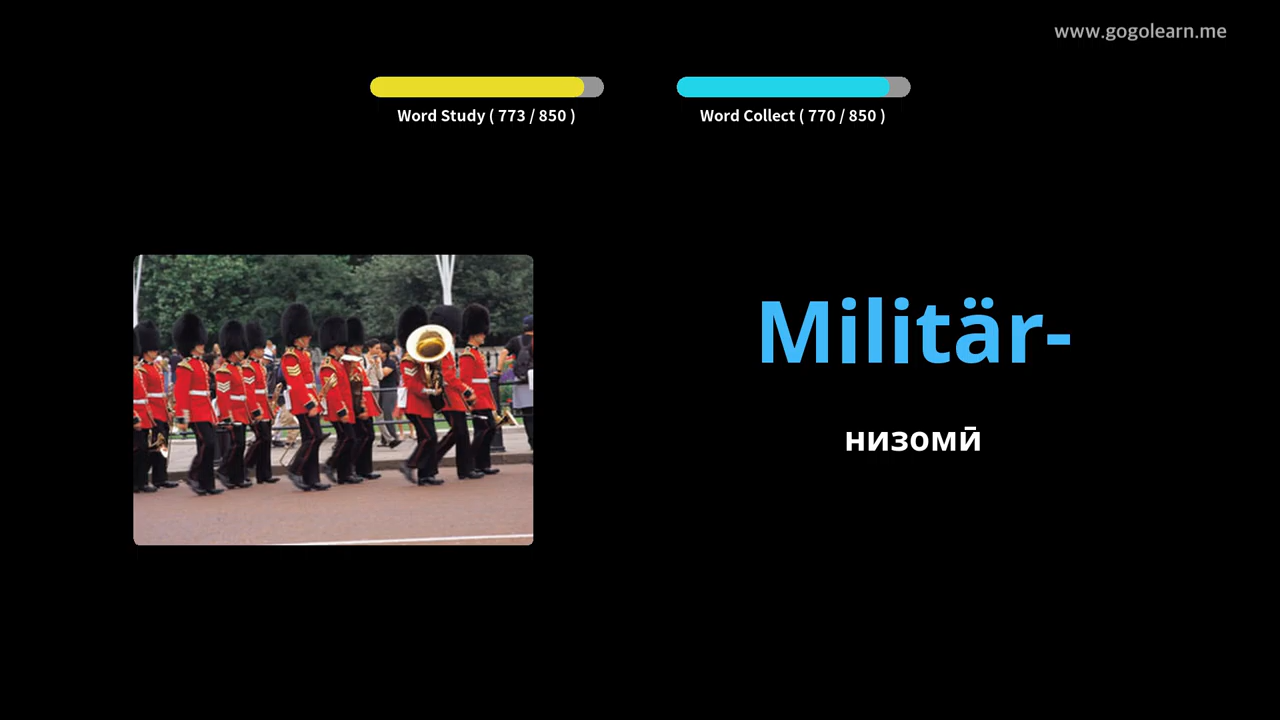 www.gogolearn.me
Word Study ( 773 / 850 )
Word Collect ( 770 / 850 )
Militär-
низомӣ